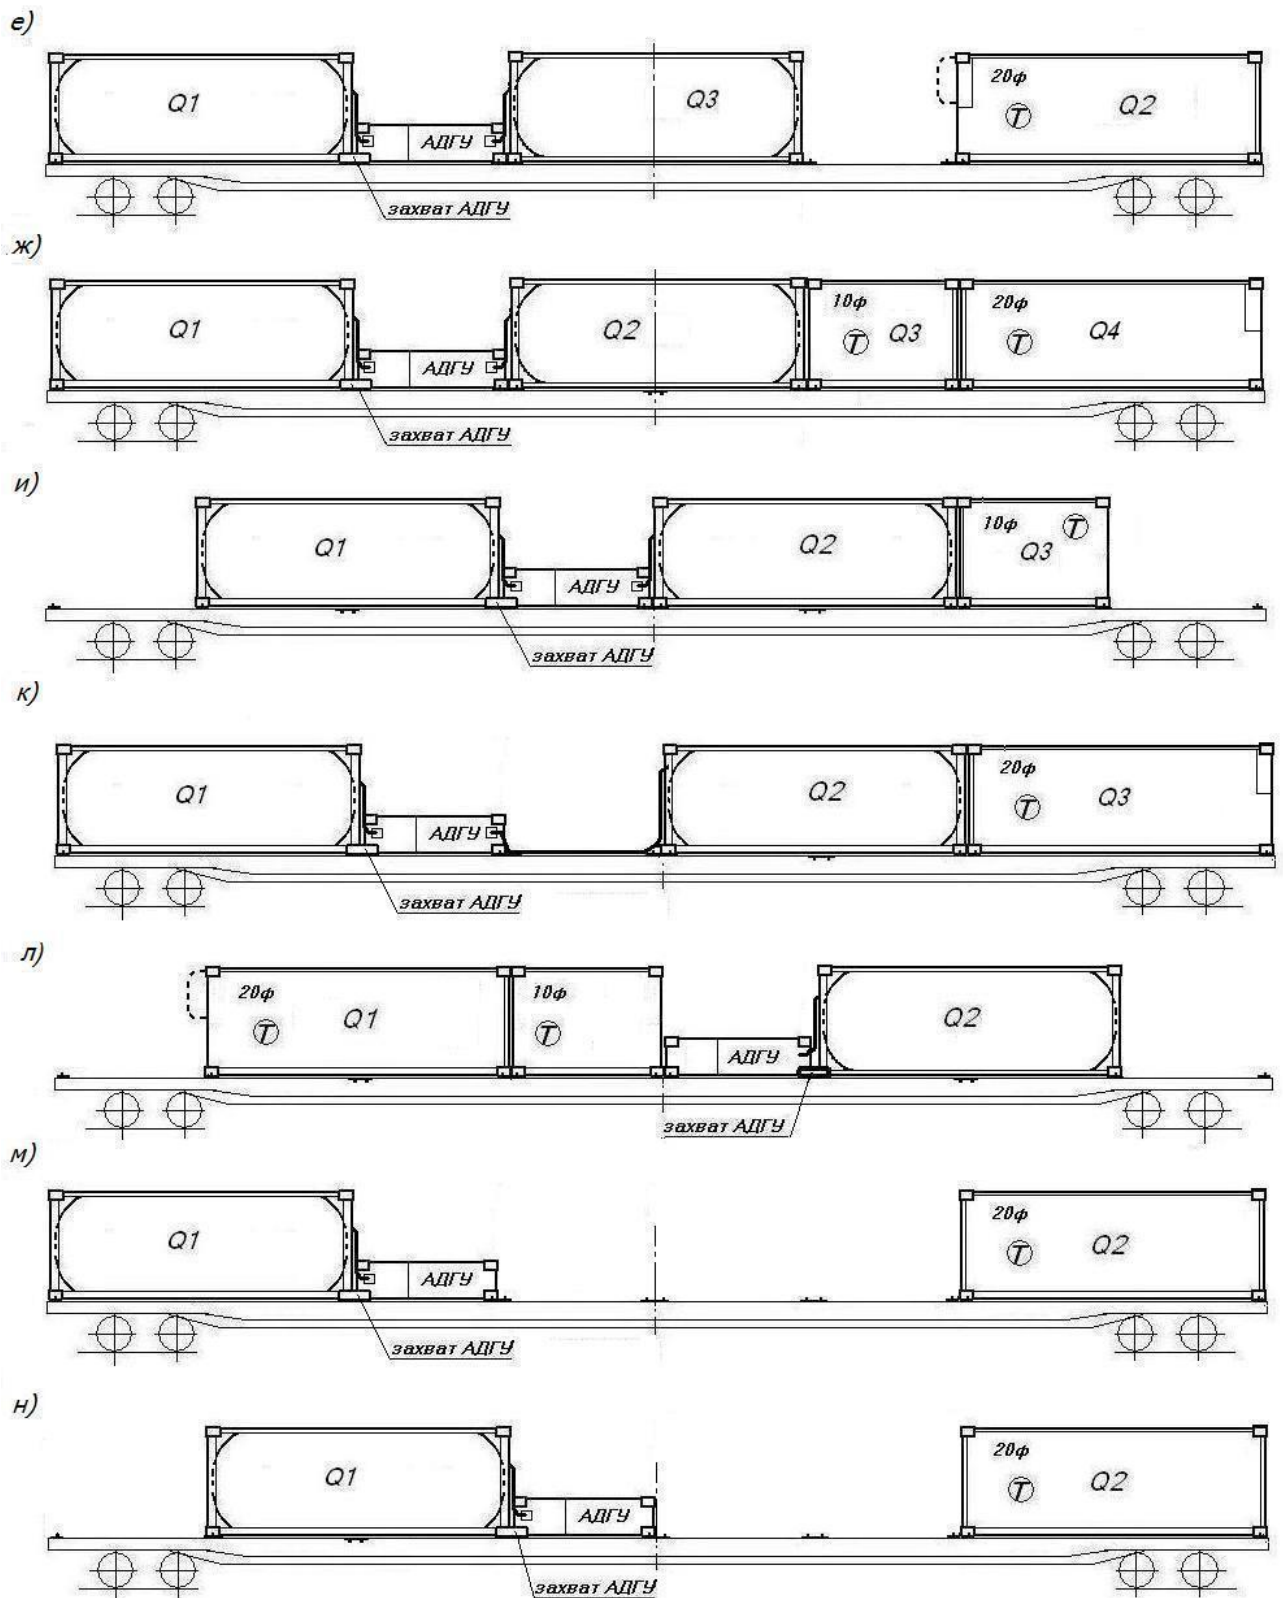 е)
Q1
АДГУ
Q3
20ф
Т
Q2
захват АДГУ
ж)
Q1
АДГУ
Q2
10ф
Т
Q3
20ф
Т
Q4
захват АДГУ
и)
Q1
АДГУ
Q2
10ф
Т
Q3
захват АДГУ
к)
Q1
АДГУ
Q2
20ф
Т
Q3
захват АДГУ
л)
20ф
Т
Q1
10ф
Т
АДГУ
Q2
захват АДГУ
м)
Q1
АДГУ
20ф
Т
Q2
захват АДГУ
н)
Q1
АДГУ
20ф
Т
Q2
захват АДГУ